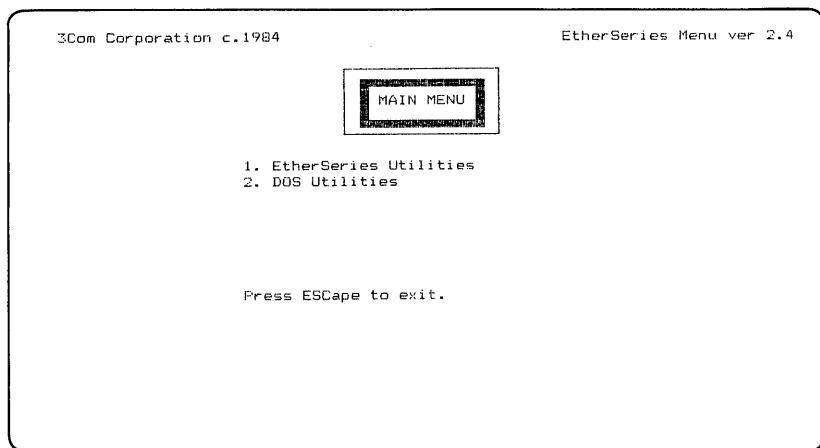 3Com Corporation c.1984 EtherSeries Menu ver 2.4
MAIN MENU
1. EtherSeries Utilities
2. DOS Utilities
Press ESCape to exit.